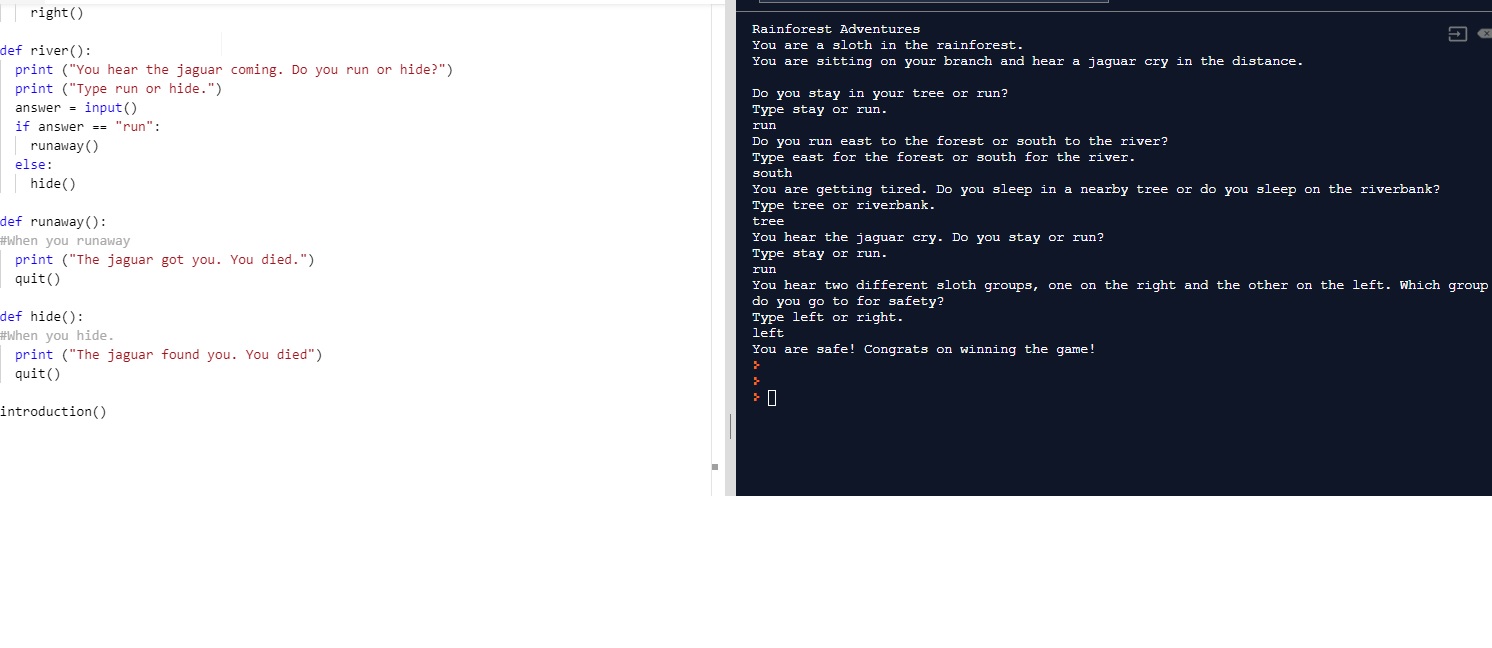 right()
def river():
print ("You hear the jaguar coming. Do you run or hide?")
print ("Type run or hide.")
answer = input()
if answer == "run":
runaway()
else:
hide()
def runaway():
#When you runaway
print ("The jaguar got you. You died.")
quit()
def hide():
#When you hide.
print ("The jaguar found you. You died")
quit()
introduction()
Rainforest Adventures
You are a sloth in the rainforest.
You are sitting on your branch and hear a jaguar cry in the distance.
Do you stay in your tree or run?
Type stay or run.
run
Do you run east to the forest or south to the river?
Type east for the forest or south for the river.
south
You are getting tired. Do you sleep in a nearby tree or do you sleep on the riverbank?
Type tree or riverbank.
tree
You hear the jaguar cry. Do you stay or run?
Type stay or run.
run
You hear two different sloth groups, one on the right and the other on the left. Which group
do you go to for safety?
Type left or right.
left
You are safe! Congrats on winning the game!